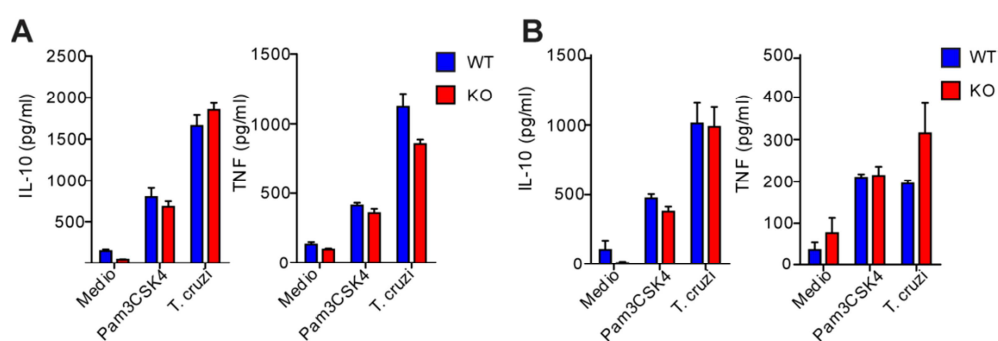 A
IL-10 (pg/ml)
2500
2000
1500
1000
500
Medio
Pam3CSK4
T. cruzi
TNF (pg/ml)
1500
1000
500
0
Medio
Pam3CSK4
T. cruzi
WT
KO
B
IL-10 (pg/ml)
1500
1000
500
0
Medio
Pam3CSK4
T. cruzi
TNF (pg/ml)
500
400
300
200
100
0
Medio
Pam3CSK4
T. cruzi
WT
KO